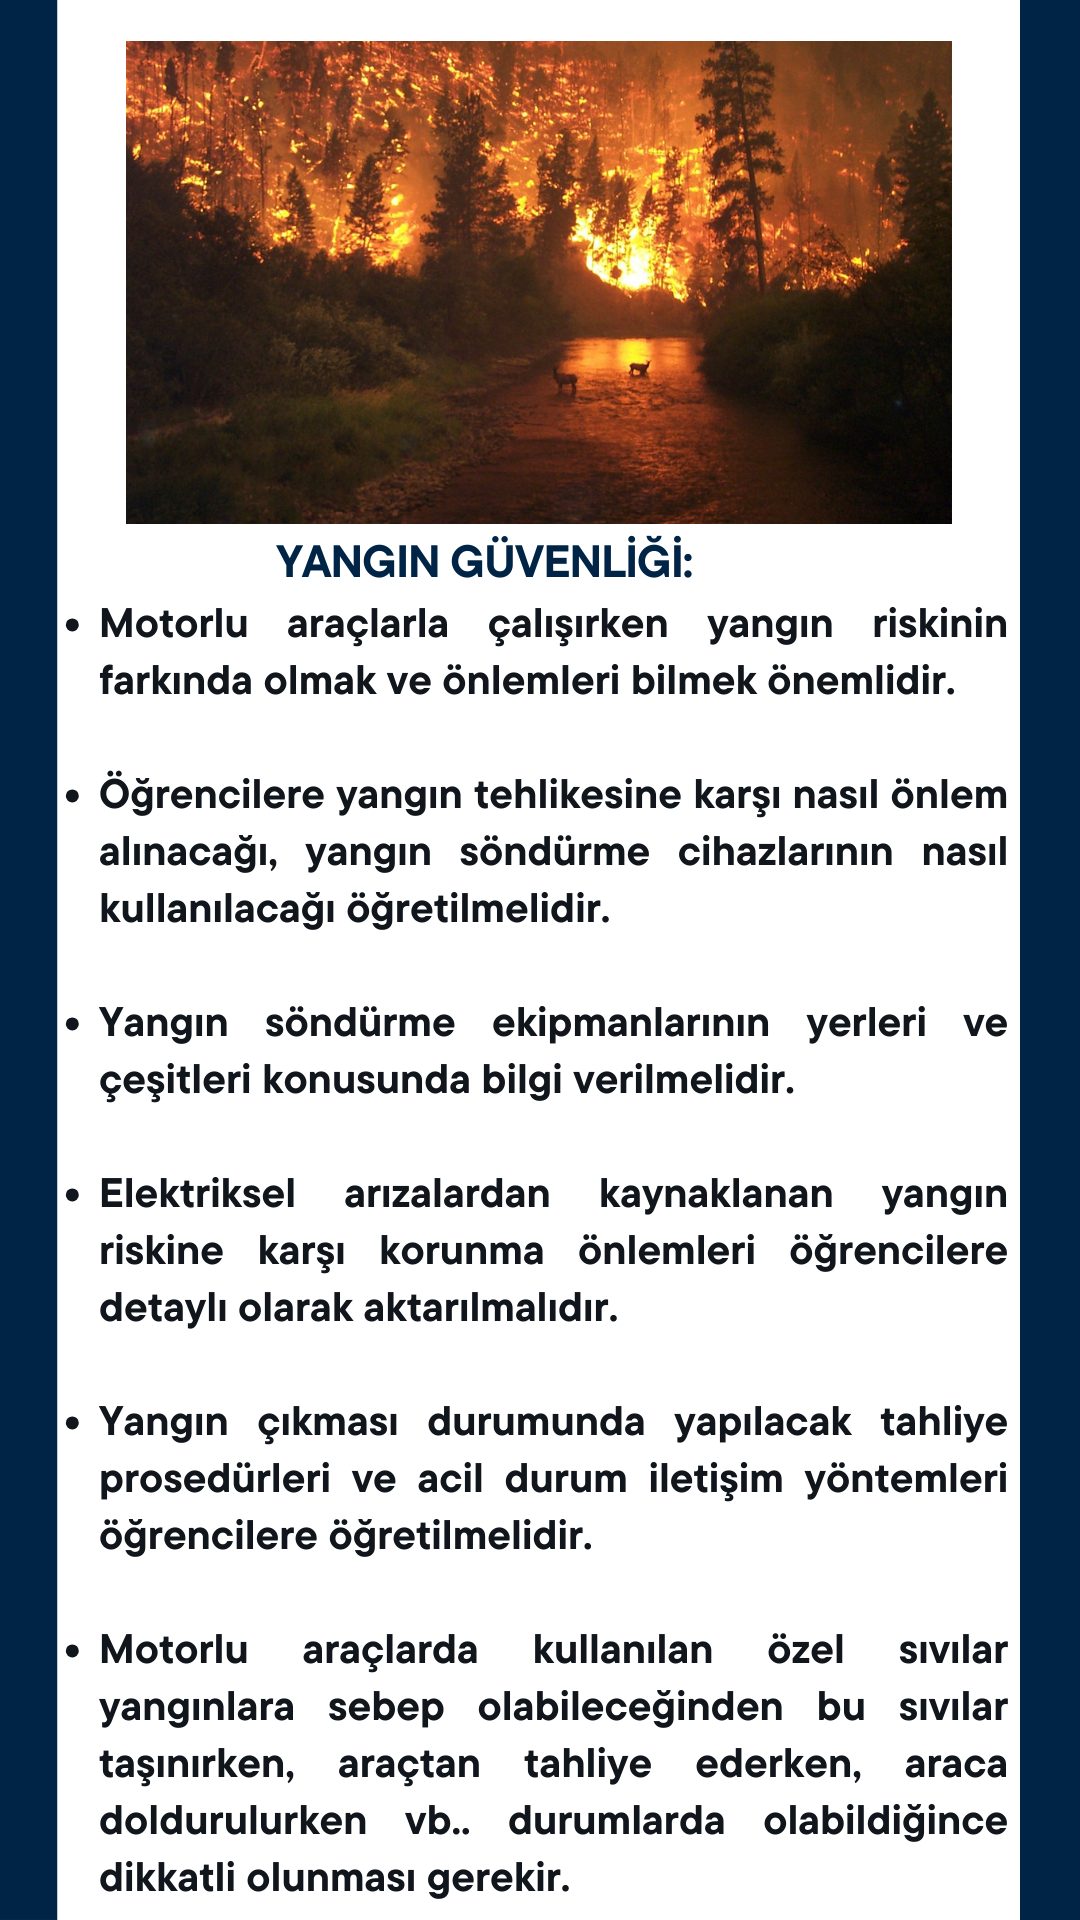 YANGIN GÜVENLİĞİ:
• Motorlu araçlarla çalışırken yangın riskinin
farkında olmak ve önlemleri bilmek önemlidir.
• Öğrencilere yangın tehlikesine karşı nasıl önlem
alınacağı, yangın söndürme cihazlarının nasıl
kullanılacağı öğretilmelidir.
• Yangın söndürme ekipmanlarının yerleri ve
çeşitleri konusunda bilgi verilmelidir.
• Elektriksel arızalardan kaynaklanan yangın
riskine karşı korunma önlemleri öğrencilere
detaylı olarak aktarılmalıdır.
• Yangın çıkması durumunda yapılacak tahliye
prosedürleri ve acil durum iletişim yöntemleri
öğrencilere öğretilmelidir.
• Motorlu araçlarda kullanılan özel sıvılar
yangınlara sebep olabileceğinden bu sıvılar
taşınırken, araçtan tahliye ederken, araca
doldurulurken vb.. durumlarda olabildiğince
dikkatli olunması gerekir.